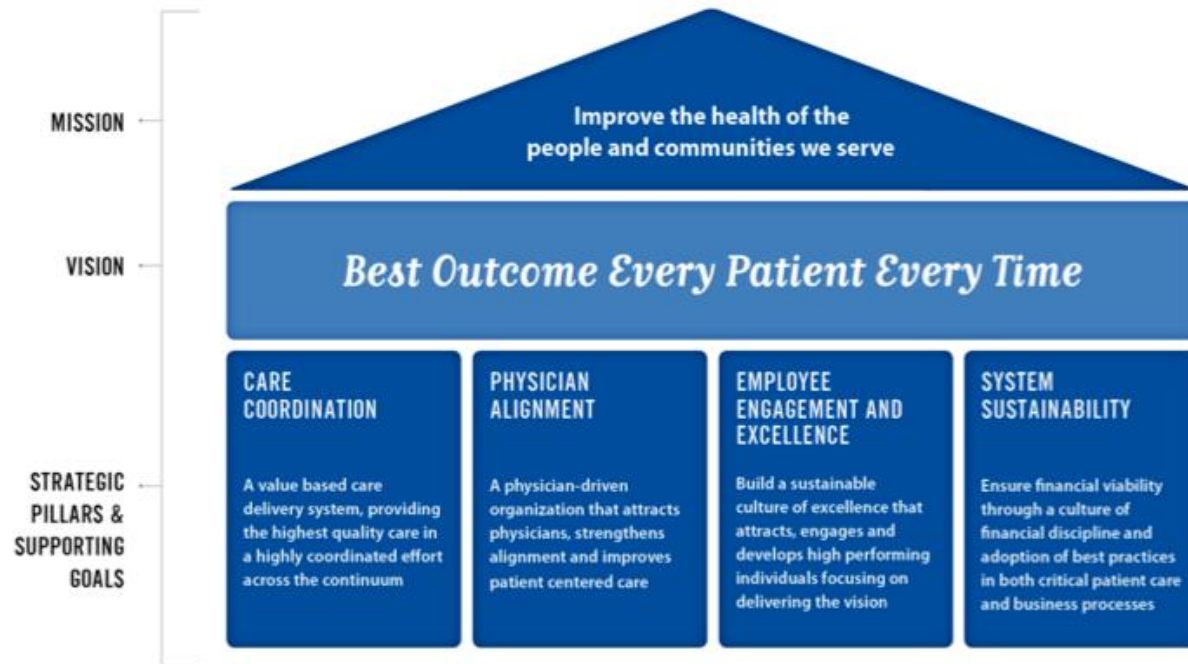 MISSION
Improve the health of the
people and communities we serve
VISION
Best Outcome Every Patient Every Time
STRATEGIC
PILLARS &
SUPPORTING
GOALS
CARE
COORDINATION
A value based care
delivery system, providing
the highest quality care in
a highly coordinated effort
across the continuum
PHYSICIAN
ALIGNMENT
A physician-driven
organization that attracts
physicians, strengthens
alignment and improves
patient centered care
EMPLOYEE
ENGAGEMENT AND
EXCELLENCE
Build a sustainable
culture of excellence that
attracts, engages and
develops high performing
individuals focusing on
delivering the vision
SYSTEM
SUSTAINABILITY
Ensure financial viability
through a culture of
financial discipline and
adoption of best practices
in both critical patient care
and business processes